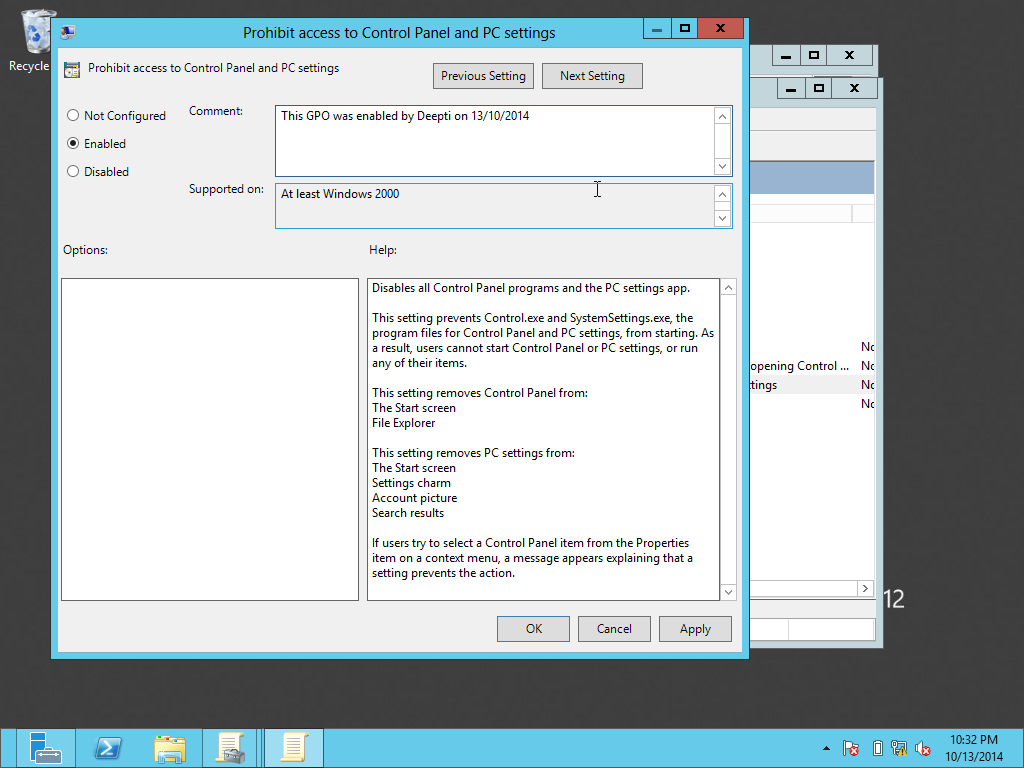 Recycle
Prohibit access to Control Panel and PC settings
Prohibit access to Control Panel and PC settings
Previous Setting
Next Setting
Not Configured
Enabled
Disabled
Comment:
This GPO was enabled by Deepti on 13/10/2014
Supported on:
At least Windows 2000
Options:
Help:
Disables all Control Panel programs and the PC settings app.
This setting prevents Control.exe and SystemSettings.exe, the
program files for Control Panel and PC settings, from starting. As
a result, users cannot start Control Panel or PC settings, or run
any of their items.
This setting removes Control Panel from:
The Start screen
File Explorer
This setting removes PC settings from:
The Start screen
Settings charm
Account picture
Search results
If users try to select a Control Panel item from the Properties
item on a context menu, a message appears explaining that a
setting prevents the action.
OK
Cancel
Apply
No
opening Control ... No
ttings No
No
12
10:32 PM
10/13/2014